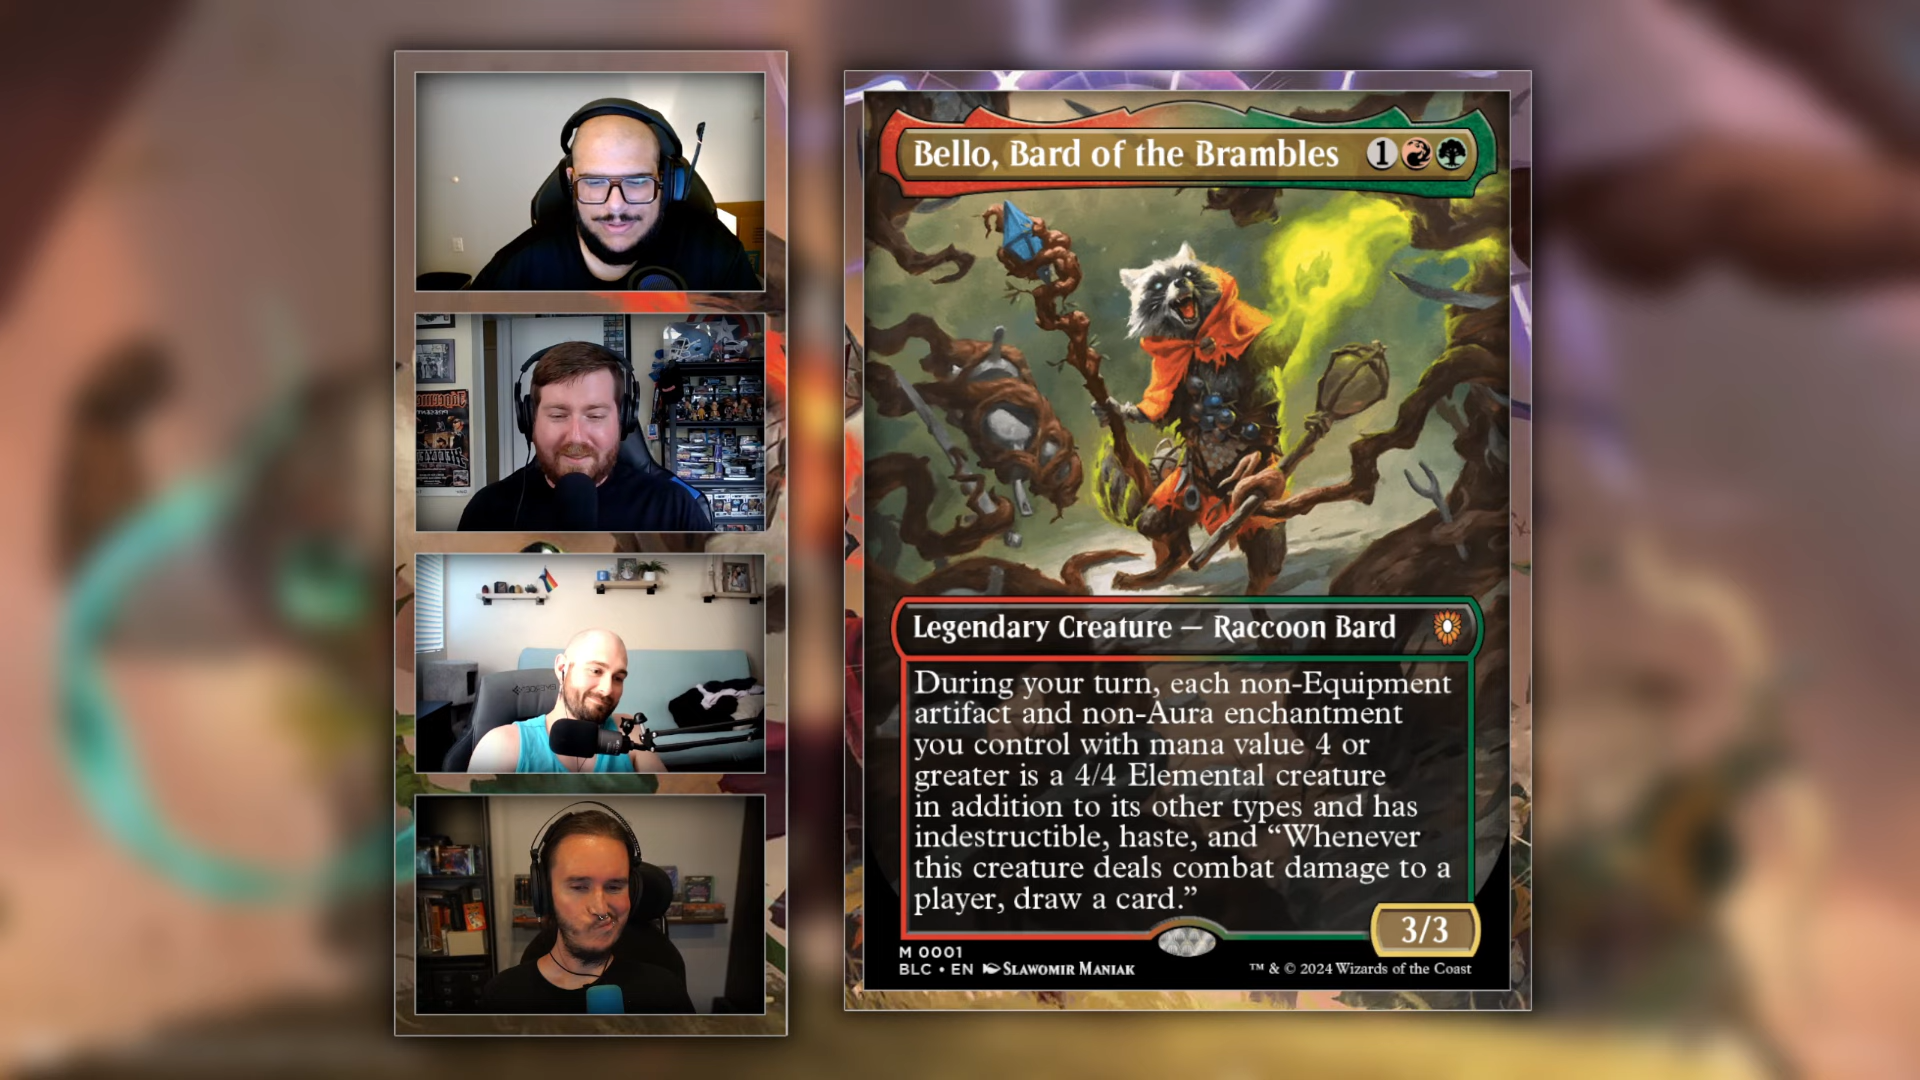 Bello, Bard of the Brambles 1
Legendary Creature — Raccoon Bard
During your turn, each non-Equipment
artifact and non-Aura enchantment
you control with mana value 4 or
greater is a 4/4 Elemental creature
in addition to its other types and has
indestructible, haste, and “Whenever
this creature deals combat damage to a
player, draw a card.”
3/3
M 0001
BLC • EN SLAWOMIR MANIAK
™ & © 2024 Wizards of the Coast